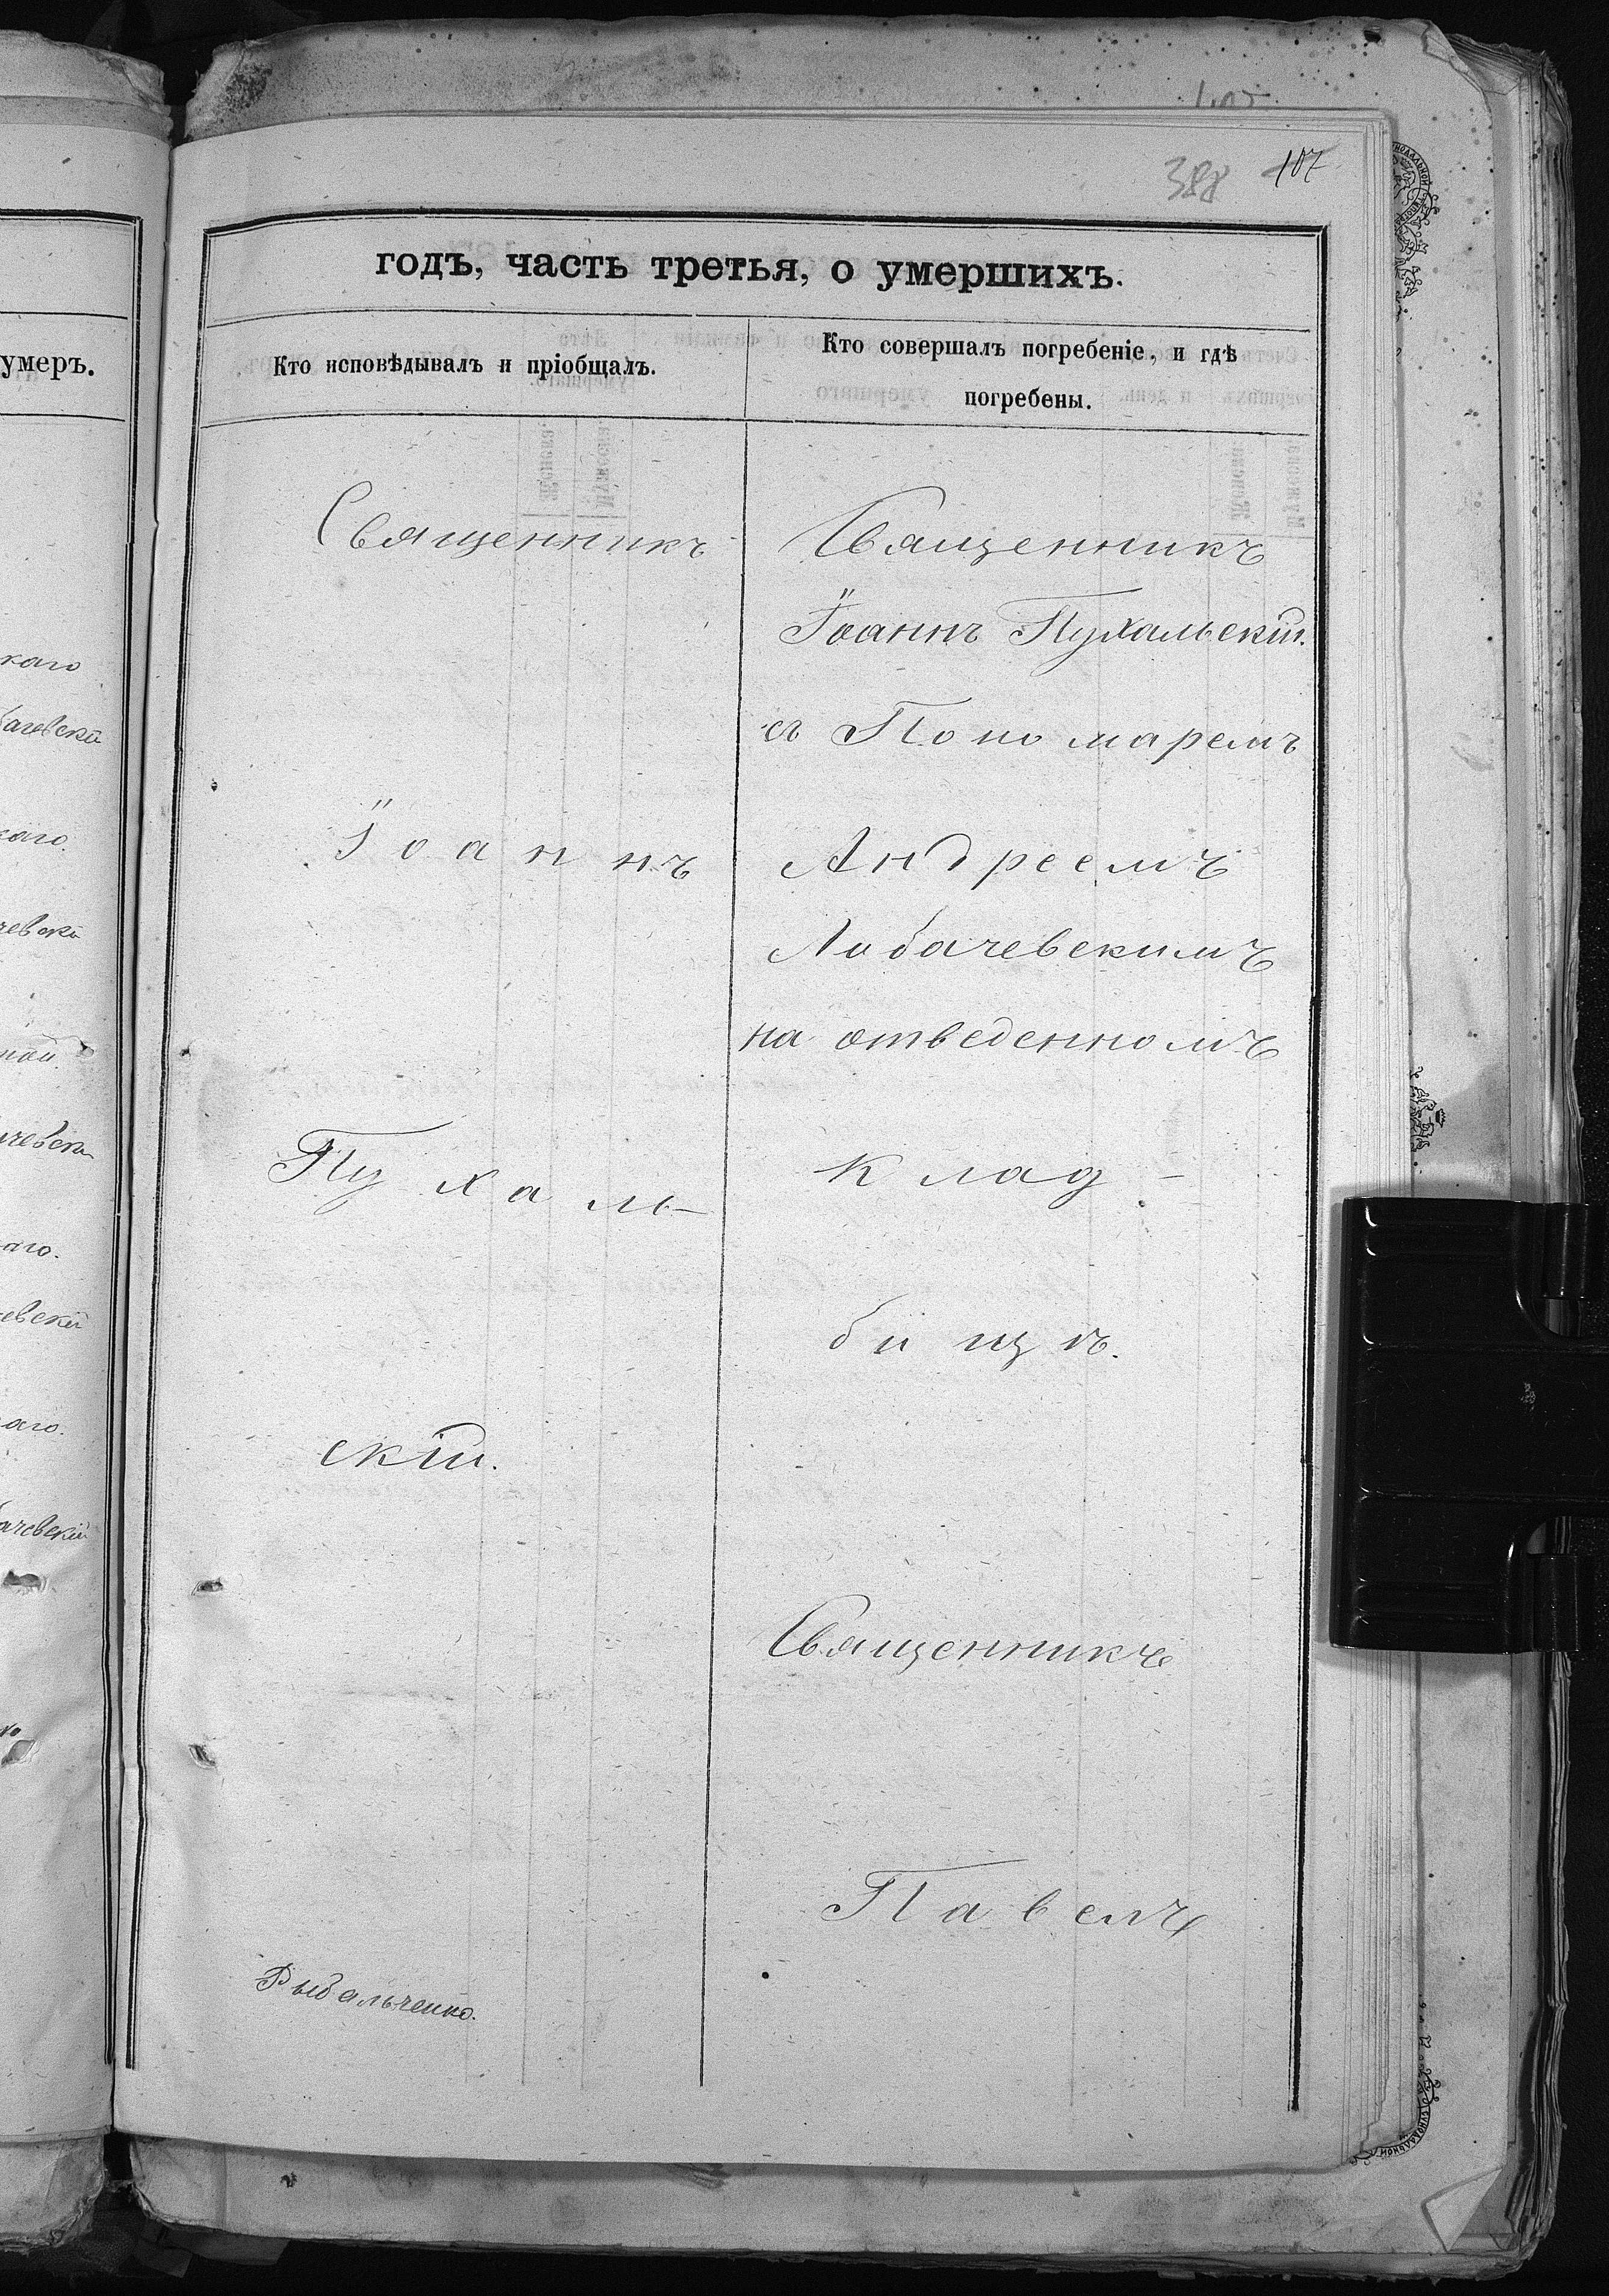 388 107
годъ, часть третья, о умершихъ.
умеръ.
Кто исповѣдывалъ и пріобщалъ.
Кто совершалъ погребеніе, и гдѣ
погребены.
Священникъ
Іоаннъ
Пухаль-
скій.
Рыбальченко.
Священникъ
Іоаннъ Пухальскій.
съ Пономаремъ
Андреемъ
Лобачевскимъ
на отведенномъ
клад-
бищѣ.
Священникъ
Павелъ